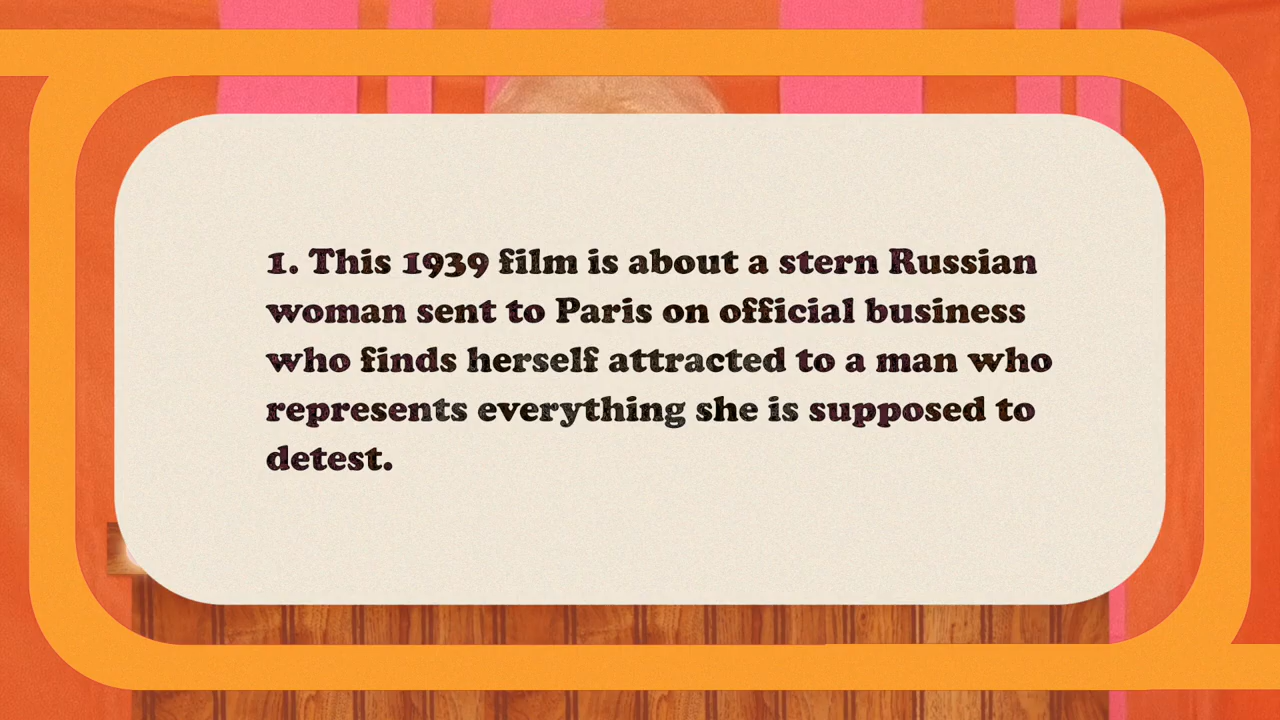 1. This 1939 film is about a stern Russian
woman sent to Paris on official business
who finds herself attracted to a man who
represents everything she is supposed to
detest.